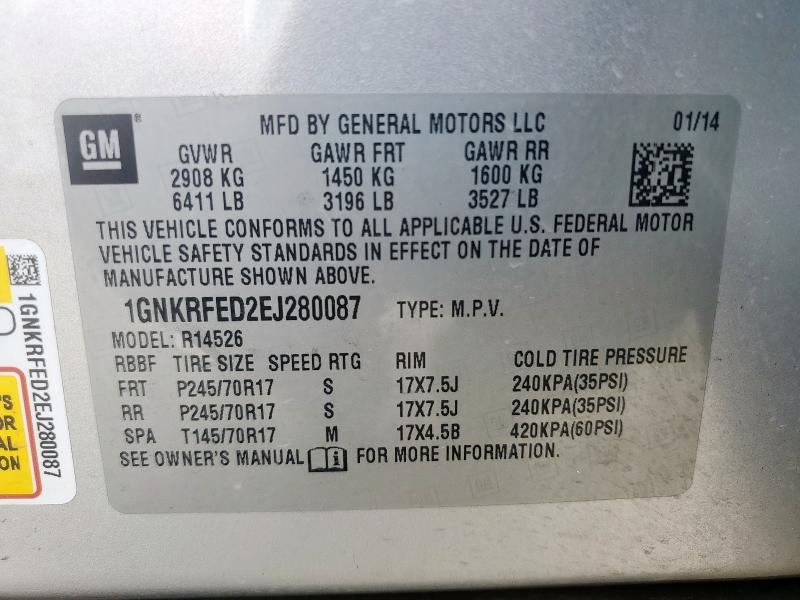 GM
MFD BY GENERAL MOTORS LLC 01/14
GVWR GAWR FRT GAWR RR
2908 KG 1450 KG 1600 KG
6411 LB 3196 LB 3527 LB
THIS VEHICLE CONFORMS TO ALL APPLICABLE U.S. FEDERAL MOTOR
VEHICLE SAFETY STANDARDS IN EFFECT ON THE DATE OF
MANUFACTURE SHOWN ABOVE.
1GNKRFED2EJ280087 TYPE: M.P.V.
MODEL: R14526
RBBF TIRE SIZE SPEED RTG RIM COLD TIRE PRESSURE
FRT P245/70R17 S 17X7.5J 240KPA(35PSI)
RR P245/70R17 S 17X7.5J 240KPA(35PSI)
SPA T145/70R17 M 17X4.5B 420KPA(60PSI)
SEE OWNER'S MANUAL i FOR MORE INFORMATION.
1GNKRFED2EJ280087